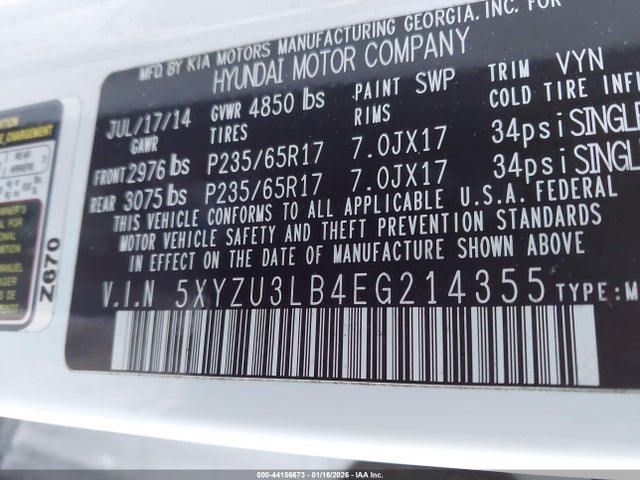 MFD. BY KIA MOTORS MANUFACTURING GEORGIA, INC. FOR
HYUNDAI MOTOR COMPANY
JUL/17/14 GVWR 4850 lbs PAINT SWP TRIM VYN
GAWR TIRES RIMS COLD TIRE INFL
FRONT 2976 lbs P235/65R17 7.0JX17 34psi SINGLE
REAR 3075 lbs P235/65R17 7.0JX17 34psi SINGL
THIS VEHICLE CONFORMS TO ALL APPLICABLE U.S.A. FEDERAL
MOTOR VEHICLE SAFETY AND THEFT PREVENTION STANDARDS
IN EFFECT ON THE DATE OF MANUFACTURE SHOWN ABOVE
V.I.N 5XYZU3LB4EG214355 TYPE:M
Z670
REAR
000-44156673 - 01/16/2026 - IAA Inc.